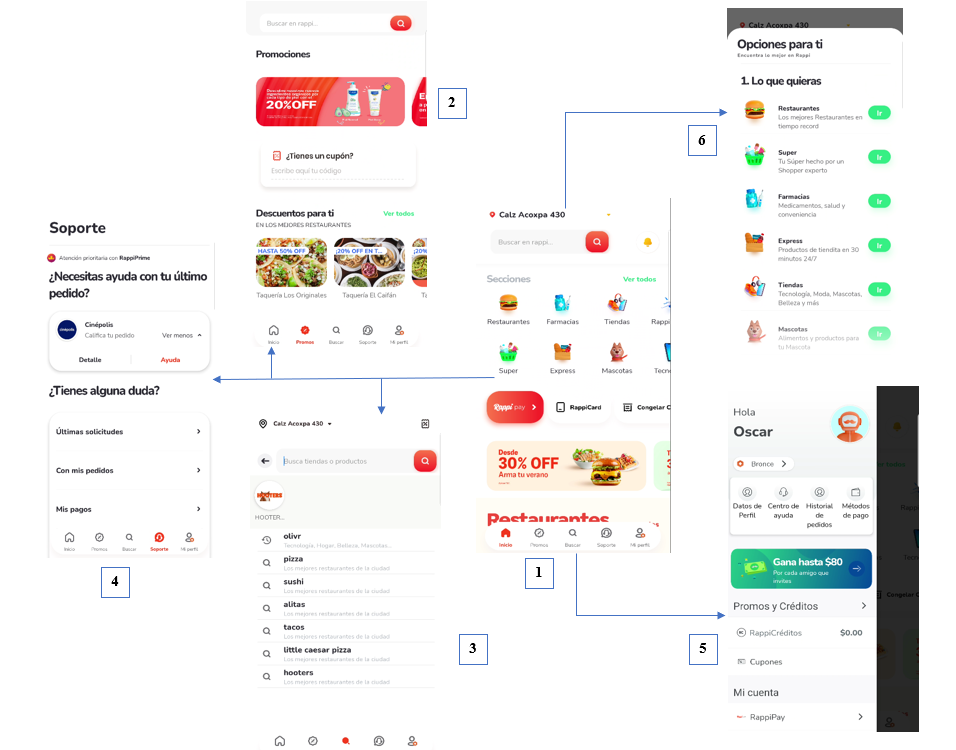 Buscar en rappi...
Promociones
20%OFF
2
¿Tienes un cupón?
Escribo aquí tu código
Descuentos para ti
Ver todos
EN LOS MEJORES RESTAURANTES
HASTA 50% OFF
¡20% OFF EN T...
Taquería Los Originales
Taquería El Caifán
Ta
Inicio
Promos
Buscar
Soporte
Mi perfil
Soporte
Atención prioritaria con RappiPrime
¿Necesitas ayuda con tu último
pedido?
Cinépolis
Califica tu pedido
Ver menos
Detalle
Ayuda
¿Tienes alguna duda?
Últimas solicitudes
Con mis pedidos
Mis pagos
Inicio
Promos
Buscar
Soporte
Mi perfil
4
Calz Acoxpa 430
Busca tiendas o productos
HOOTERS
HOOTER...
olivr
Tecnología, Hogar, Belleza, Mascotas...
pizza
Los mejores restaurantes de la ciudad
sushi
Los mejores restaurantes de la ciudad
alitas
Los mejores restaurantes de la ciudad
tacos
Los mejores restaurantes de la ciudad
little caesar pizza
Los mejores restaurantes de la ciudad
hooters
Los mejores restaurantes de la ciudad
3
Calz Acoxpa 430
Buscar en rappi...
Secciones
Ver todos
Restaurantes
Farmacias
Tiendas
Rappi
Super
Express
Mascotas
Tecn
Rappi pay
RappiCard
Congelar C
Desde
30% OFF
Arma tu verano
Restaurantes
Inicio
Promos
Buscar
Soporte
Mi perfil
1
Calz Acoxpa 430
Opciones para ti
Encuentra lo mejor en Rappi
1. Lo que quieras
Restaurantes
Los mejores Restaurantes en
tiempo record
Ir
Super
Tu Súper hecho por un
Shopper experto
Ir
Farmacias
Medicamentos, salud y
conveniencia
Ir
Express
Productos de tiendita en 30
minutos 24/7
Ir
Tiendas
Tecnología, Moda, Mascotas,
Belleza y más
Ir
Mascotas
Alimentos y productos para
tu Mascota
Ir
6
Hola
Oscar
Bronce
Datos de
Perfil
Centro de
ayuda
Historial
de
pedidos
Métodos
de pago
Gana hasta $80
Por cada amigo que
invites
Promos y Créditos
RappiCréditos
$0.00
Cupones
Mi cuenta
RappiPay
5